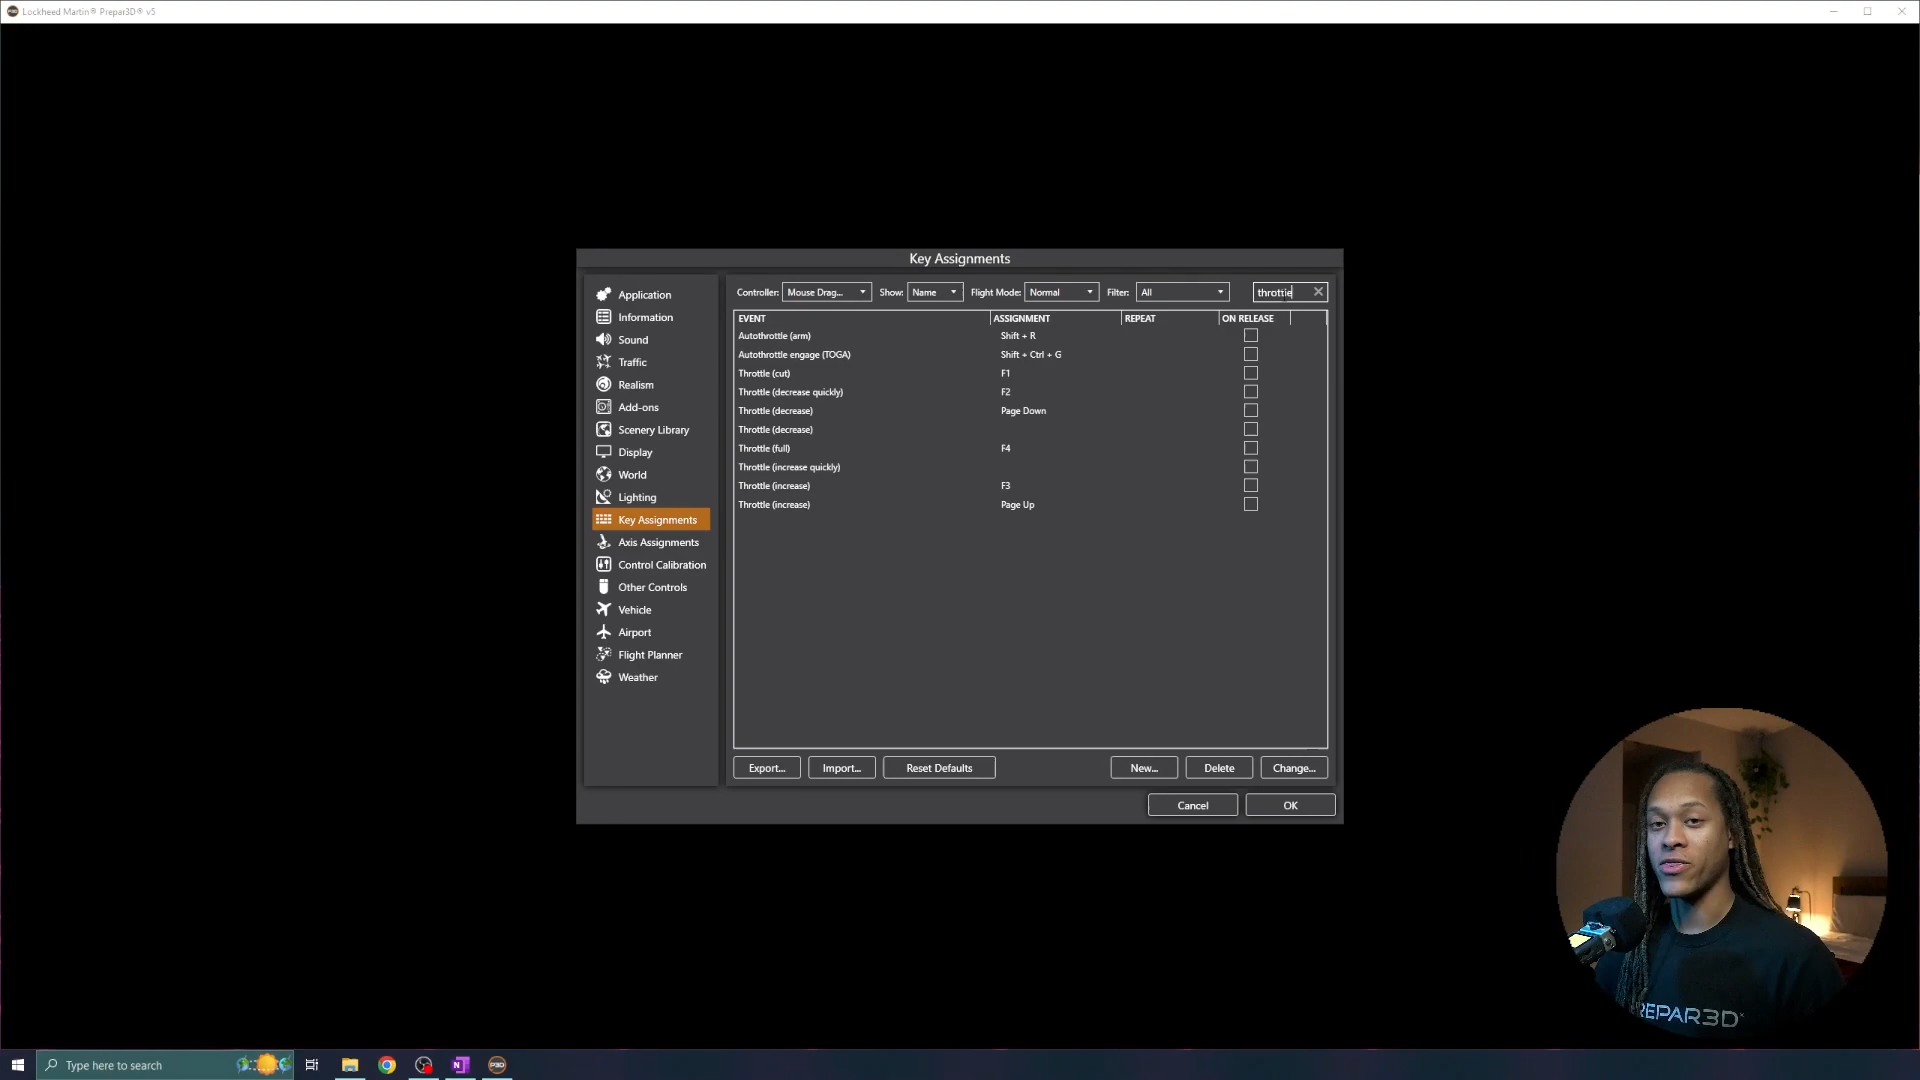 Lockheed Martin® Prepar3D® v5
Key Assignments
Application
Information
Sound
Traffic
Realism
Add-ons
Scenery Library
Display
World
Lighting
Key Assignments
Axis Assignments
Control Calibration
Other Controls
Vehicle
Airport
Flight Planner
Weather
Controller: Mouse Drag... Show: Name Flight Mode: Normal Filter: All throttle
EVENT ASSIGNMENT REPEAT ON RELEASE
Autothrottle (arm) Shift + R
Autothrottle engage (TOGA) Shift + Ctrl + G
Throttle (cut) F1
Throttle (decrease quickly) F2
Throttle (decrease) Page Down
Throttle (decrease)
Throttle (full) F4
Throttle (increase quickly)
Throttle (increase) F3
Throttle (increase) Page Up
Export... Import... Reset Defaults New... Delete Change...
Cancel OK
REPAR3D
Type here to search
N
P3D